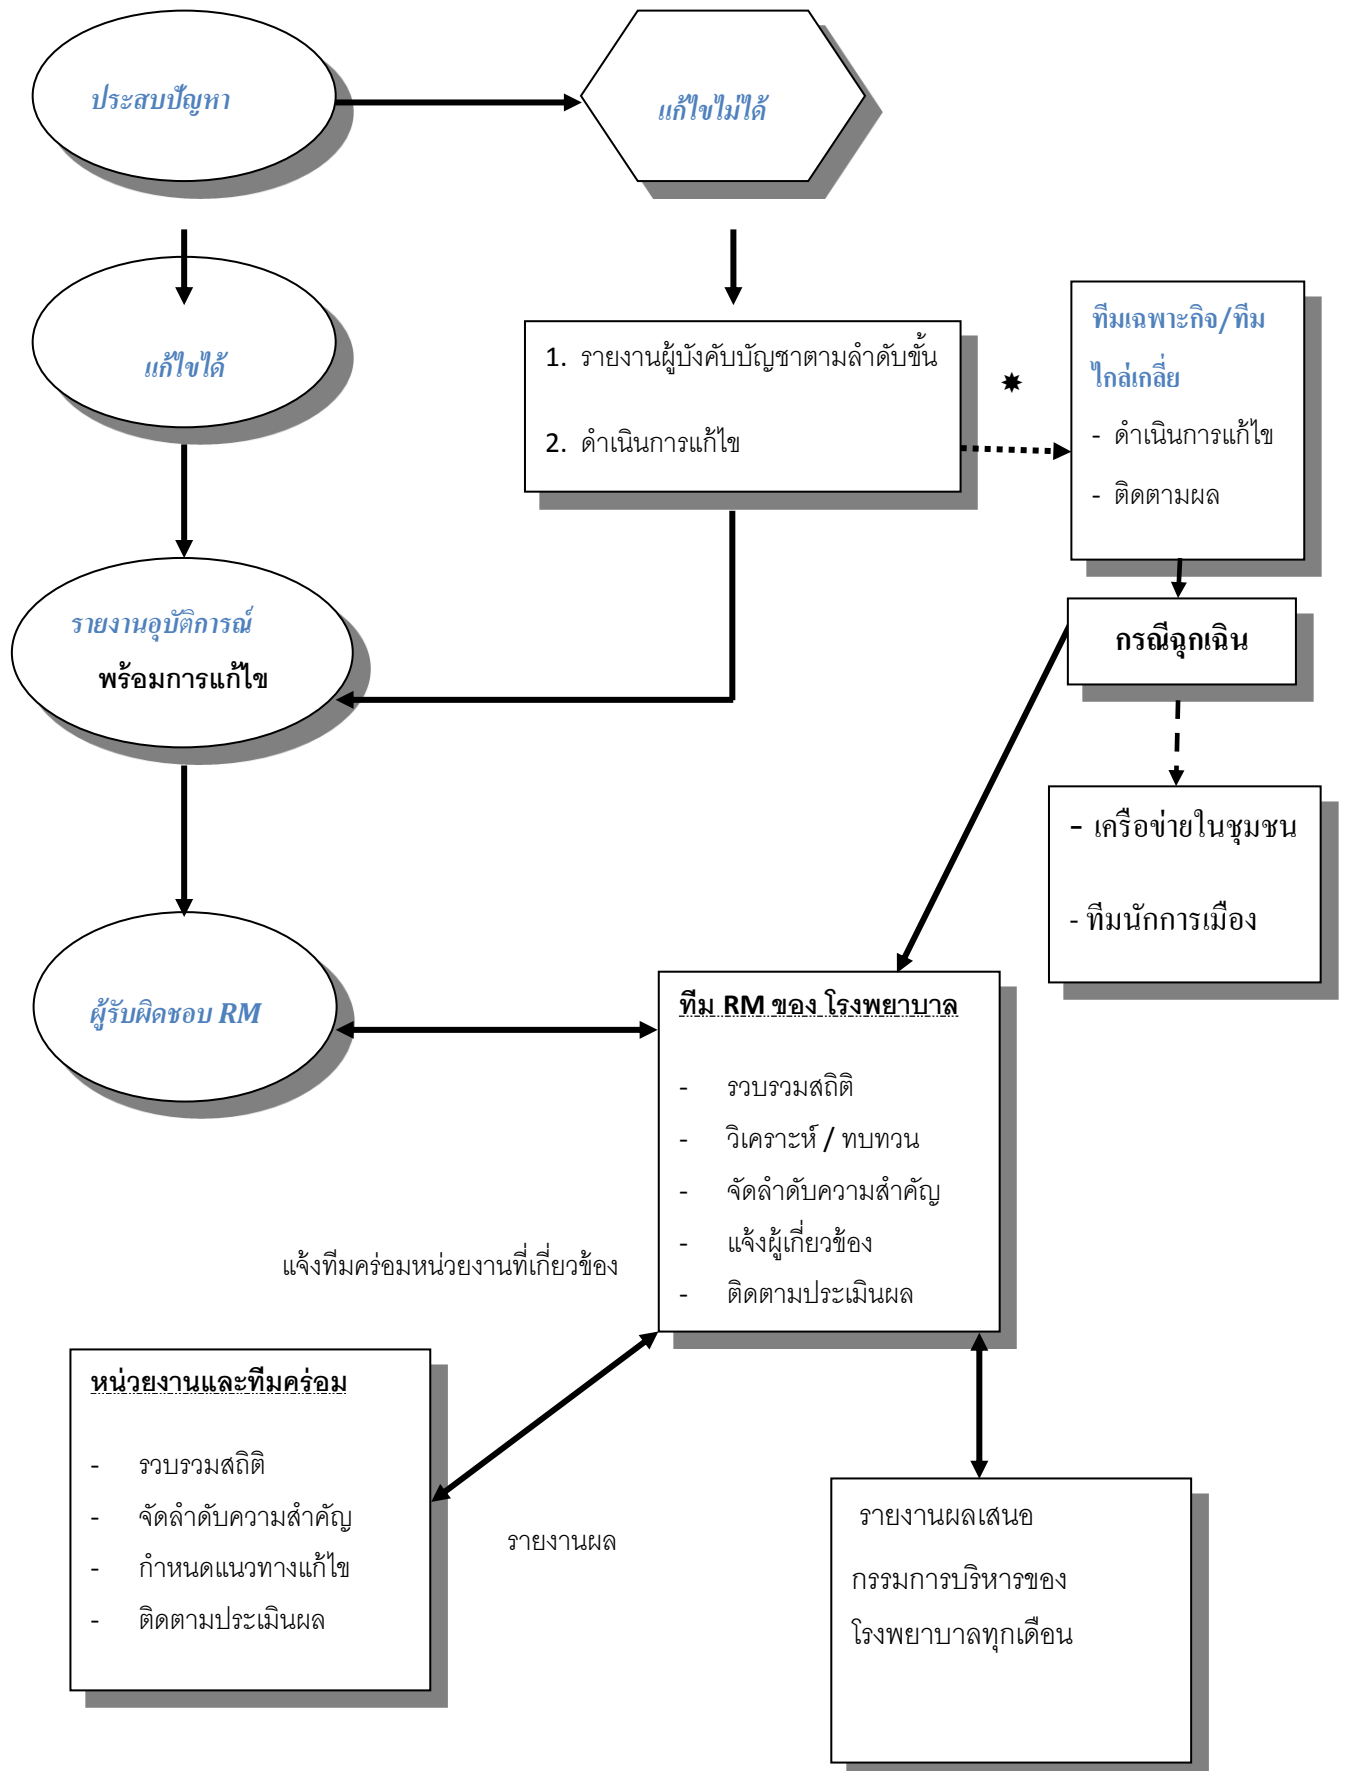 ประสบปัญหา
แก้ไขไม่ได้
แก้ไขได้
1. รายงานผู้บังคับบัญชาตามลำดับขั้น
2. ดำเนินการแก้ไข
ทีมเฉพาะกิจ/ทีม
ไกล่เกลี่ย
- ดำเนินการแก้ไข
- ติดตามผล
รายงานอุบัติการณ์
พร้อมการแก้ไข
กรณีฉุกเฉิน
- เครือข่ายในชุมชน
- ทีมนักการเมือง
ผู้รับผิดชอบ RM
ทีม RM ของ โรงพยาบาล
- รวบรวมสถิติ
- วิเคราะห์ / ทบทวน
- จัดลำดับความสำคัญ
- แจ้งผู้เกี่ยวข้อง
- ติดตามประเมินผล
แจ้งทีมคร่อมหน่วยงานที่เกี่ยวข้อง
หน่วยงานและทีมคร่อม
- รวบรวมสถิติ
- จัดลำดับความสำคัญ
- กำหนดแนวทางแก้ไข
- ติดตามประเมินผล
รายงานผล
รายงานผลเสนอ
กรรมการบริหารของ
โรงพยาบาลทุกเดือน